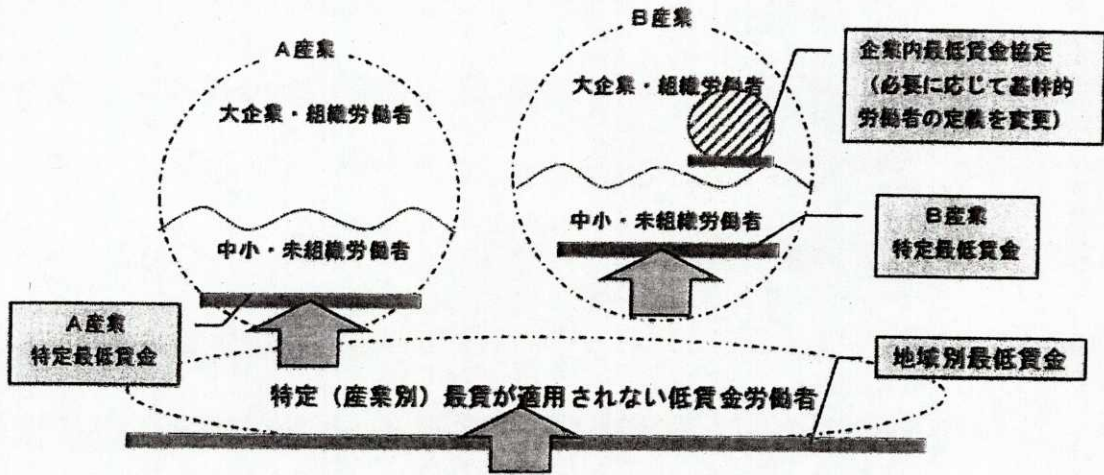 A産業
大企業・組織労働者
中小・未組織労働者
A産業
特定最低賃金
B産業
大企業・組織労働者
企業内最低賃金協定
（必要に応じて基幹的
労働者の定義を変更）
中小・未組織労働者
B産業
特定最低賃金
地域別最低賃金
特定（産業別）最賃が適用されない低賃金労働者